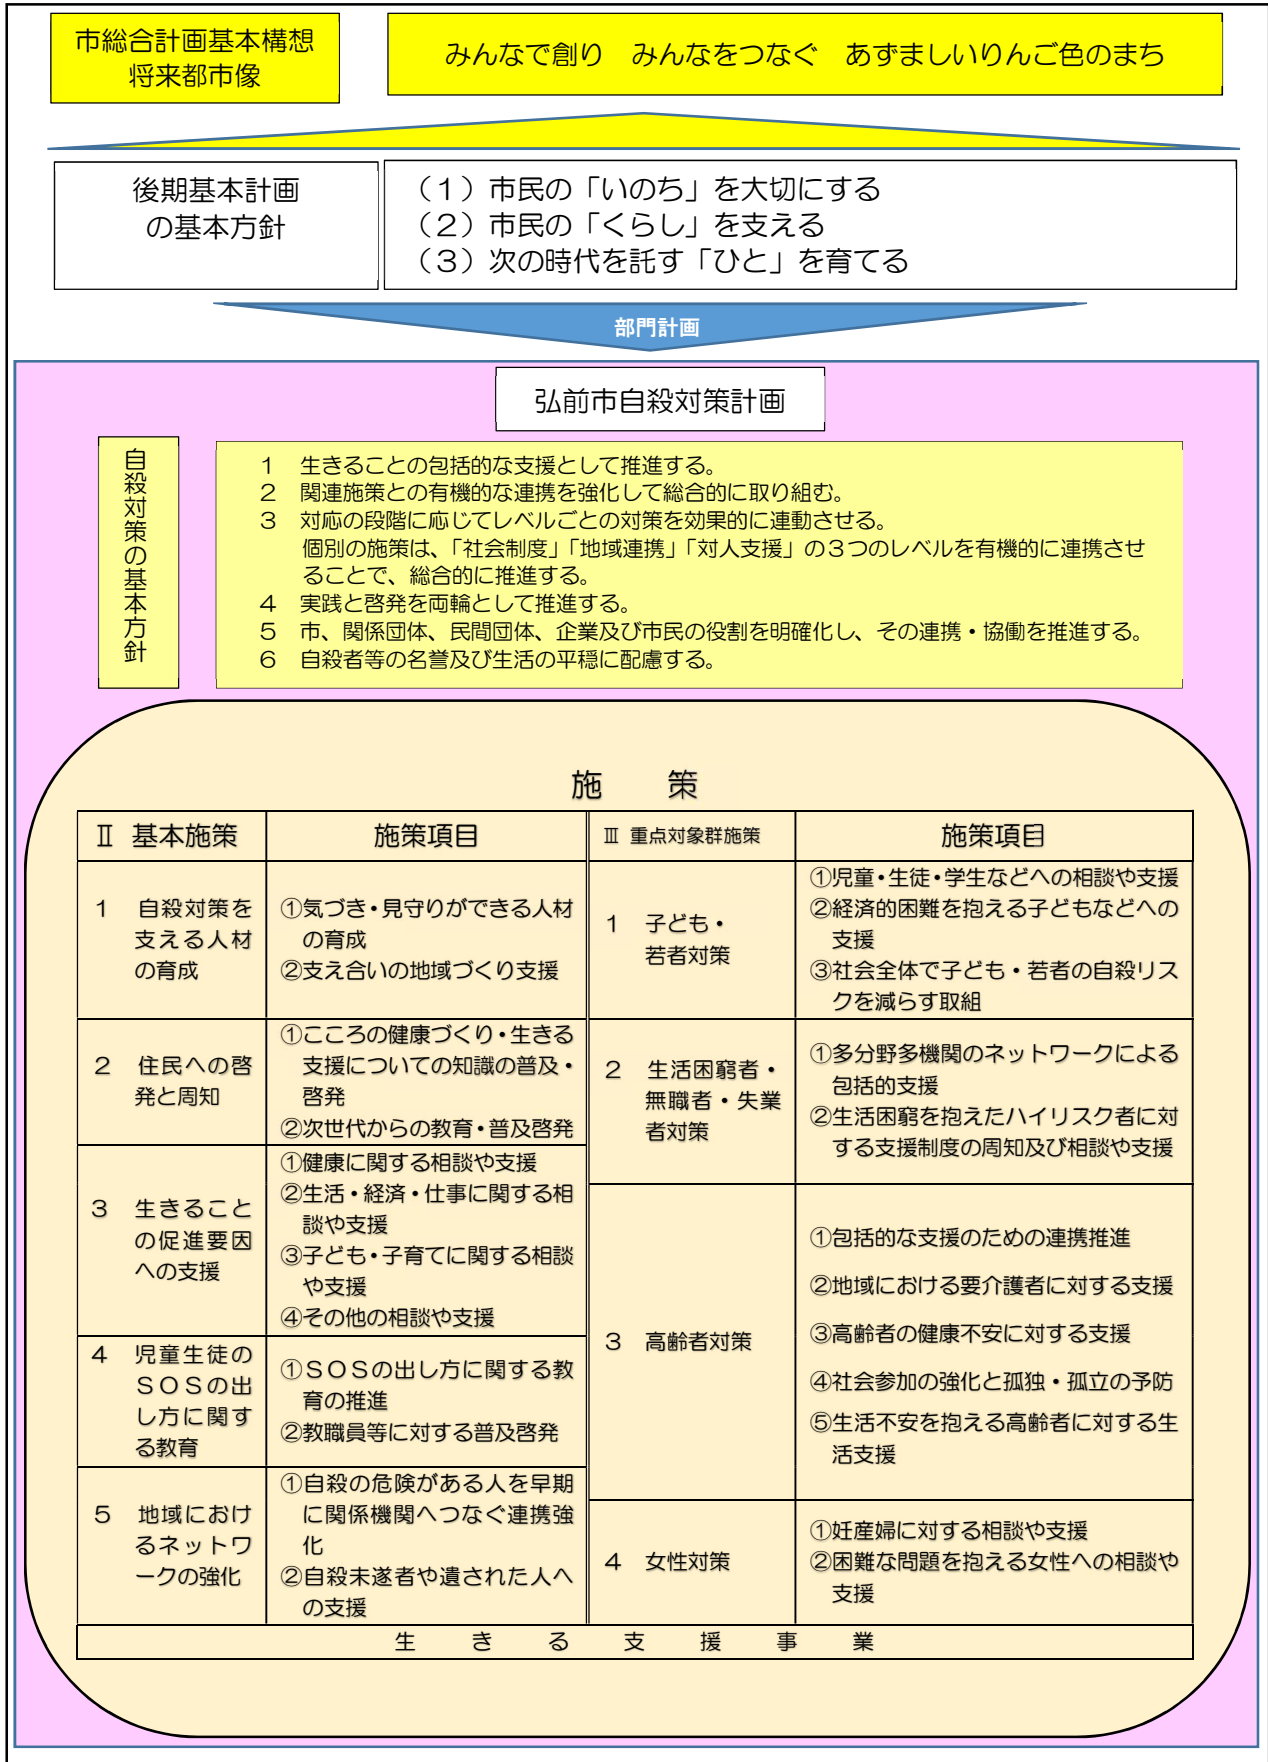 市総合計画基本構想
将来都市像
みんなで創り　みんなをつなぐ　あずましいりんご色のまち
後期基本計画
の基本方針
（１）市民の「いのち」を大切にする
（２）市民の「くらし」を支える
（３）次の時代を託す「ひと」を育てる
部門計画
弘前市自殺対策計画
自殺対策の基本方針
１　生きることの包括的な支援として推進する。
２　関連施策との有機的な連携を強化して総合的に取り組む。
３　対応の段階に応じてレベルごとの対策を効果的に連動させる。
個別の施策は、「社会制度」「地域連携」「対人支援」の３つのレベルを有機的に連携させ
ることで、総合的に推進する。
４　実践と啓発を両輪として推進する。
５　市、関係団体、民間団体、企業及び市民の役割を明確化し、その連携・協働を推進する。
６　自殺者等の名誉及び生活の平穏に配慮する。
施　策
Ⅱ 基本施策
施策項目
Ⅲ 重点対象群施策
施策項目
１　自殺対策を
支える人材
の育成
①気づき・見守りができる人材
の育成
②支え合いの地域づくり支援
２　住民への啓
発と周知
①こころの健康づくり・生きる
支援についての知識の普及・
啓発
②次世代からの教育・普及啓発
３　生きること
の促進要因
への支援
①健康に関する相談や支援
②生活・経済・仕事に関する相
談や支援
③子ども・子育てに関する相談
や支援
④その他の相談や支援
４　児童生徒の
ＳＯＳの出
し方に関す
る教育
①ＳＯＳの出し方に関する教
育の推進
②教職員等に対する普及啓発
５　地域におけ
るネットワ
ークの強化
①自殺の危険がある人を早期
に関係機関へつなぐ連携強
化
②自殺未遂者や遺された人へ
の支援
１　子ども・
若者対策
①児童・生徒・学生などへの相談や支援
②経済的困難を抱える子どもなどへの
支援
③社会全体で子ども・若者の自殺リス
クを減らす取組
２　生活困窮者・
無職者・失業
者対策
①多分野多機関のネットワークによる
包括的支援
②生活困窮を抱えたハイリスク者に対
する支援制度の周知及び相談や支援
３　高齢者対策
①包括的な支援のための連携推進
②地域における要介護者に対する支援
③高齢者の健康不安に対する支援
④社会参加の強化と孤独・孤立の予防
⑤生活不安を抱える高齢者に対する生
活支援
４　女性対策
①妊産婦に対する相談や支援
②困難な問題を抱える女性への相談や
支援
生きる支援事業